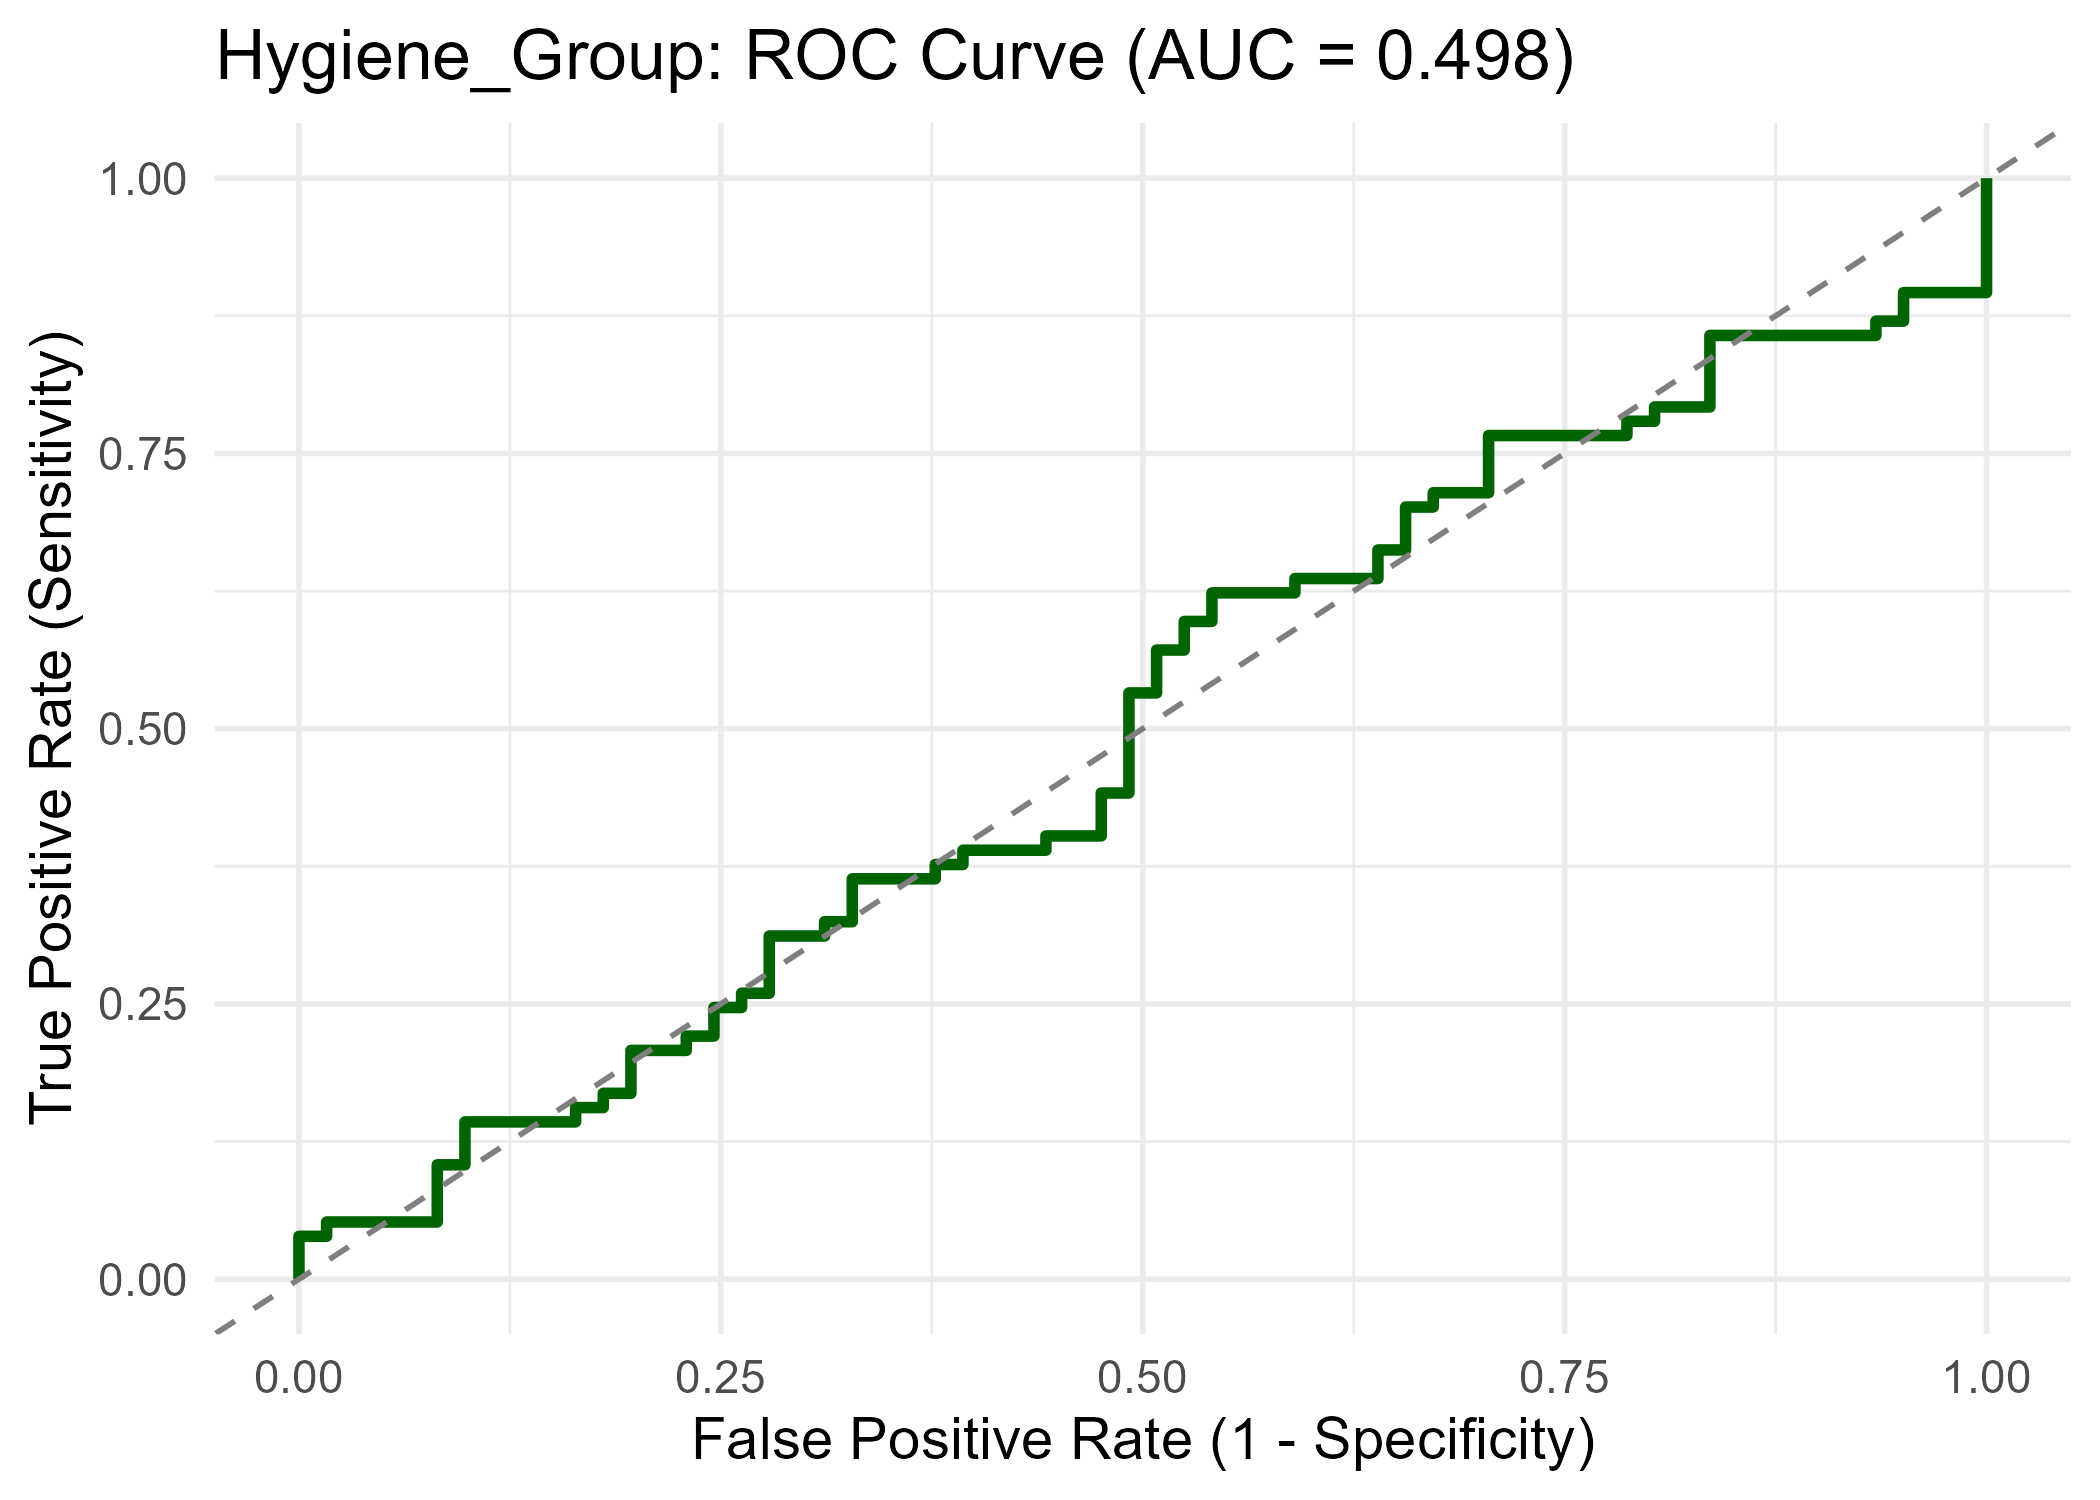 Hygiene_Group: ROC Curve (AUC = 0.498)
True Positive Rate (Sensitivity)
1.00
0.75
0.50
0.25
0.00
0.00 0.25 0.50 0.75 1.00
False Positive Rate (1 - Specificity)